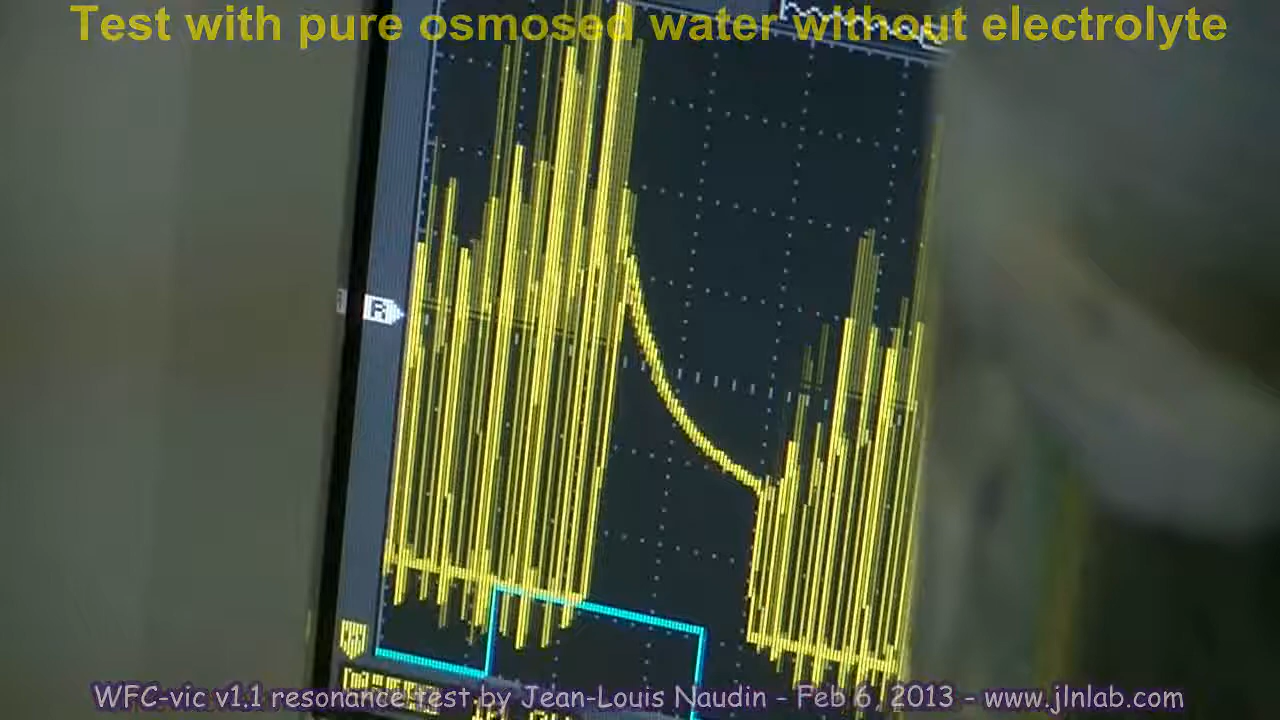 Test with pure osmosed water without electrolyte
R
WFC-vic v1.1 resonance test by Jean-Louis Naudin - Feb 6, 2013 - www.jlnlab.com